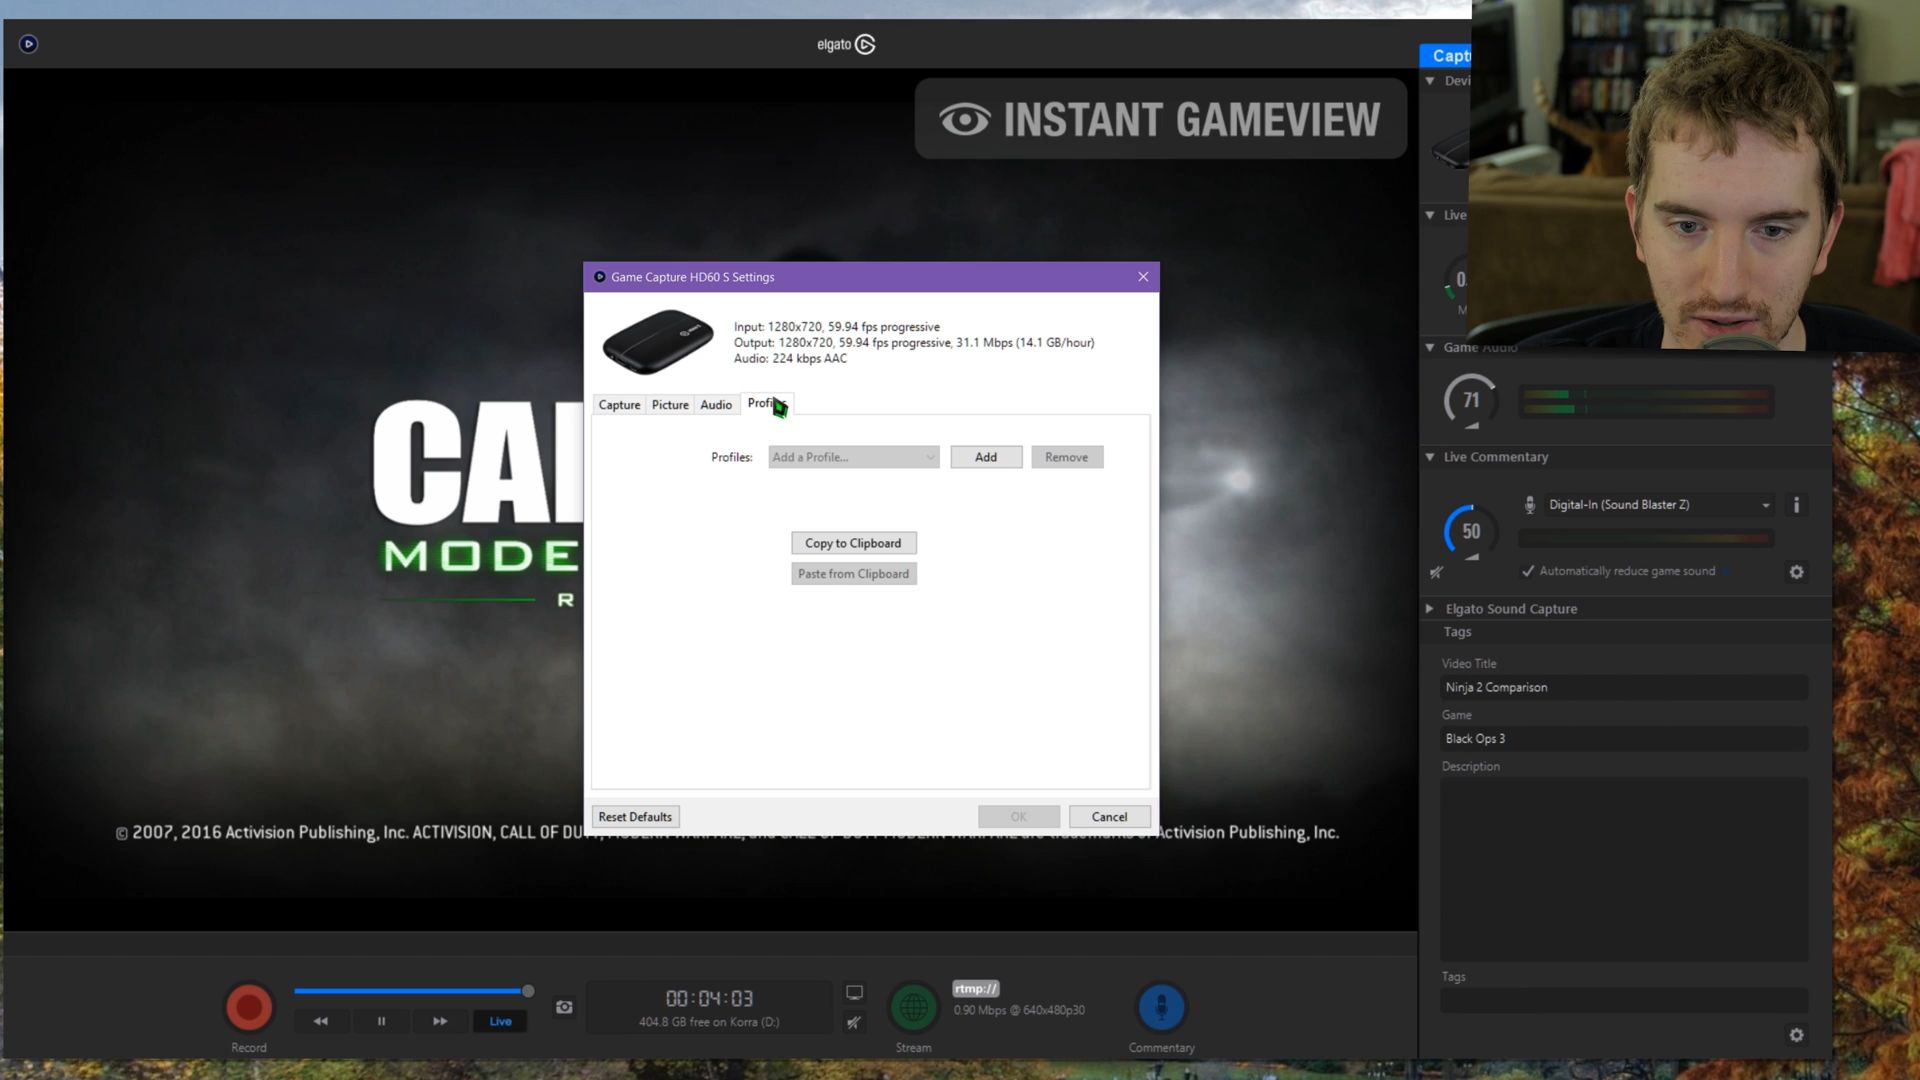 elgato
INSTANT GAMEVIEW
Game Capture HD60 S Settings
Input: 1280x720, 59.94 fps progressive
Output: 1280x720, 59.94 fps progressive, 31.1 Mbps (14.1 GB/hour)
Audio: 224 kbps AAC
Capture Picture Audio
Profiles: Add a Profile... Add Remove
Copy to Clipboard
Paste from Clipboard
Reset Defaults OK Cancel
CA
MODE
R
© 2007, 2016 Activision Publishing, Inc. ACTIVISION, CALL OF DU
Activision Publishing, Inc.
Record
Live
00:04:03
404.8 GB free on Korra (D:)
rtmp://
0.90 Mbps @ 640x480p30
Stream
Commentary
Capt
Devi
Live
0.
M
Game Audio
71
Live Commentary
Digital-In (Sound Blaster Z)
50
Automatically reduce game sound
Elgato Sound Capture
Tags
Video Title
Ninja 2 Comparison
Game
Black Ops 3
Description
Tags